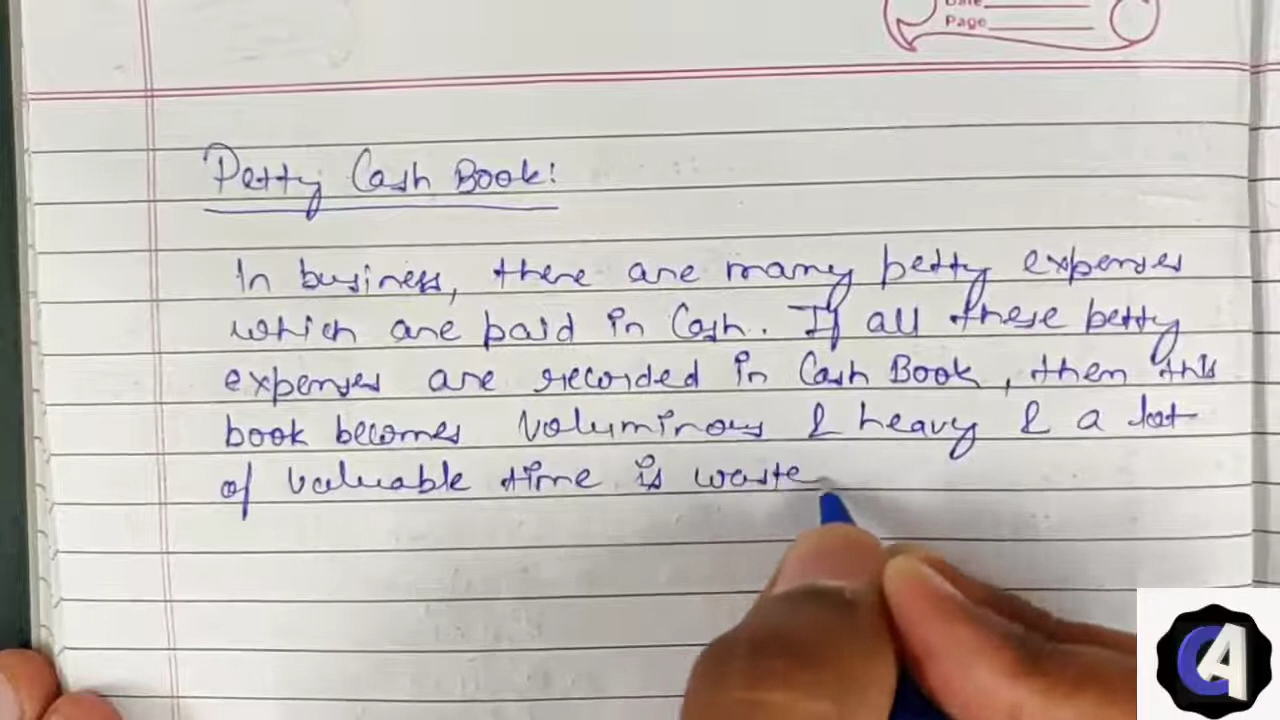 Date
Page
Petty Cash Book:
In business, there are many petty expenses
which are paid in Cash. If all these petty
expenses are recorded in Cash Book, then this
book becomes voluminous & heavy & a lot
of valuable time is waste
CA